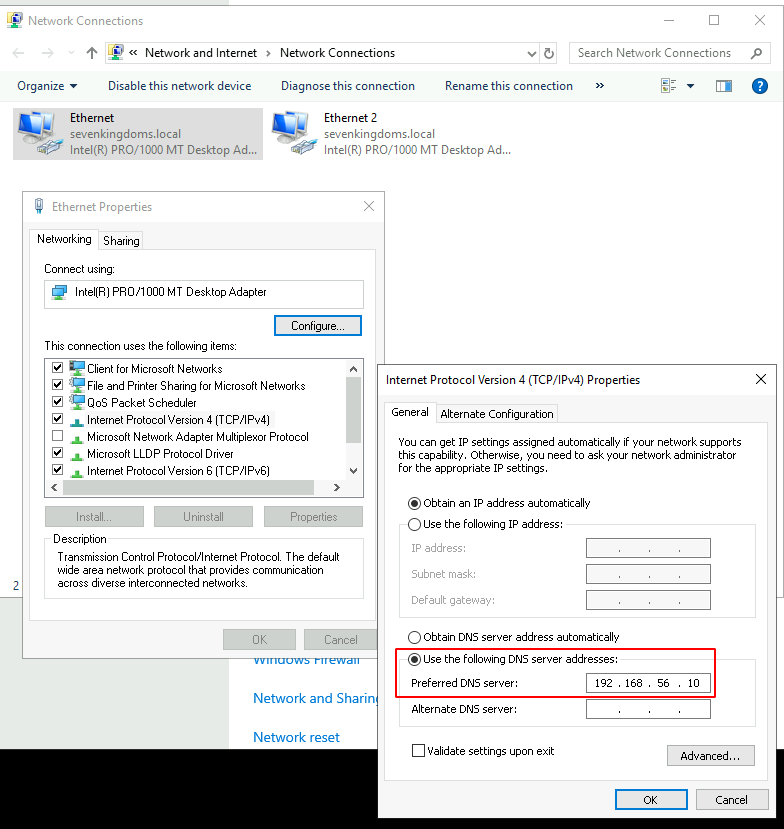 Network Connections
« Network and Internet › Network Connections
Search Network Connections
Organize
Disable this network device
Diagnose this connection
Rename this connection
»
?
Ethernet
sevenkingdoms.local
Intel(R) PRO/1000 MT Desktop Ad...
Ethernet 2
sevenkingdoms.local
Intel(R) PRO/1000 MT Desktop Ad...
Ethernet Properties
Networking
Sharing
Connect using:
Intel(R) PRO/1000 MT Desktop Adapter
Configure...
This connection uses the following items:
Client for Microsoft Networks
File and Printer Sharing for Microsoft Networks
QoS Packet Scheduler
Internet Protocol Version 4 (TCP/IPv4)
Microsoft Network Adapter Multiplexor Protocol
Microsoft LLDP Protocol Driver
Internet Protocol Version 6 (TCP/IPv6)
Install...
Uninstall
Properties
Description
Transmission Control Protocol/Internet Protocol. The default
wide area network protocol that provides communication
across diverse interconnected networks.
OK
Cancel
2
Windows Firewall
Network and Sharing
Network reset
Internet Protocol Version 4 (TCP/IPv4) Properties
General
Alternate Configuration
You can get IP settings assigned automatically if your network supports
this capability. Otherwise, you need to ask your network administrator
for the appropriate IP settings.
Obtain an IP address automatically
Use the following IP address:
IP address:
. . .
Subnet mask:
. . .
Default gateway:
. . .
Obtain DNS server address automatically
Use the following DNS server addresses:
Preferred DNS server:
192 . 168 . 56 . 10
Alternate DNS server:
. . .
Validate settings upon exit
Advanced...
OK
Cancel